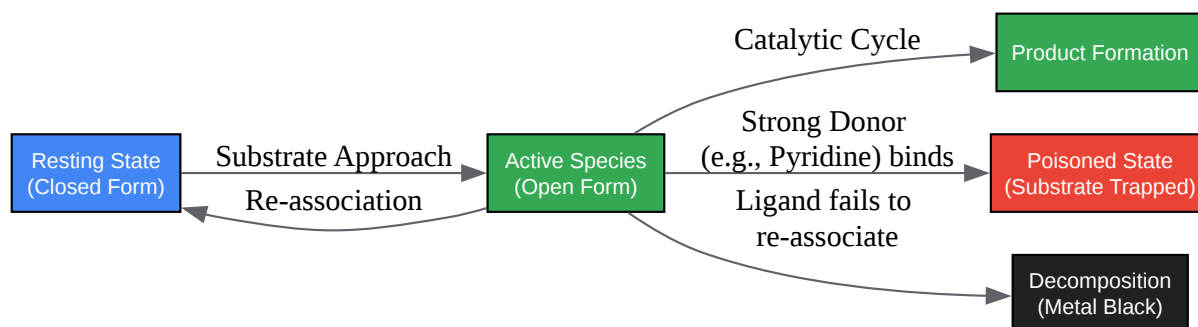 Catalytic Cycle
Product Formation
Resting State
(Closed Form)
Substrate Approach
Re-association
Active Species
(Open Form)
Strong Donor
(e.g., Pyridine) binds
Poisoned State
(Substrate Trapped)
Ligand fails to
re-associate
Decomposition
(Metal Black)